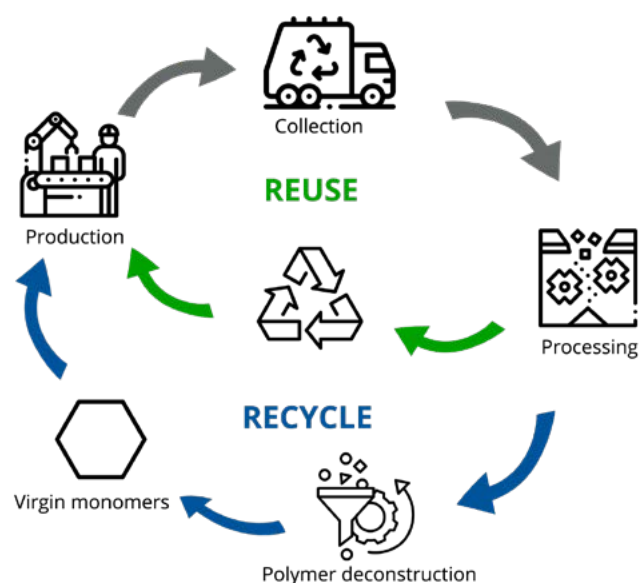 Collection
REUSE
Production
Processing
RECYCLE
Virgin monomers
Polymer deconstruction